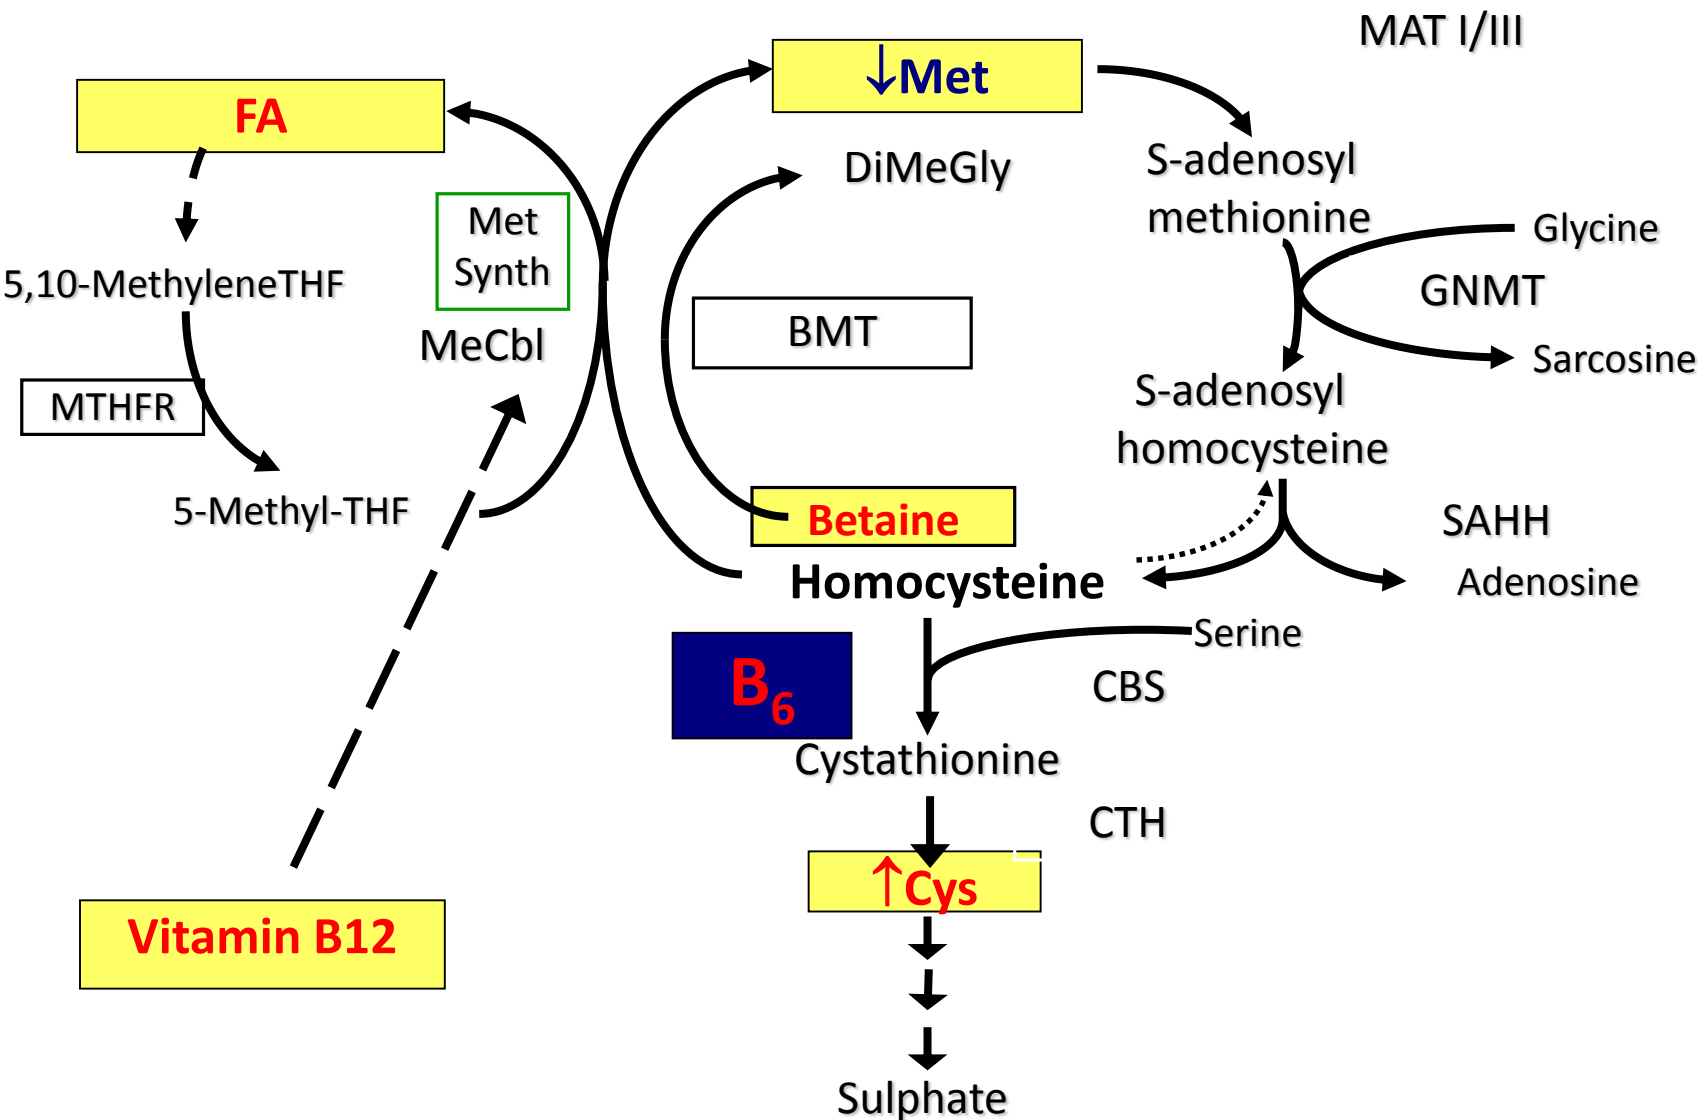 MAT I/III
↓Met
FA
DiMeGly
S-adenosyl
methionine
Met
Synth
Glycine
5,10-MethyleneTHF
GNMT
MeCbl
BMT
Sarcosine
MTHFR
S-adenosyl
homocysteine
5-Methyl-THF
Betaine
SAHH
Homocysteine
Adenosine
Serine
B6
CBS
Cystathionine
CTH
↑Cys
Vitamin B12
Sulphate